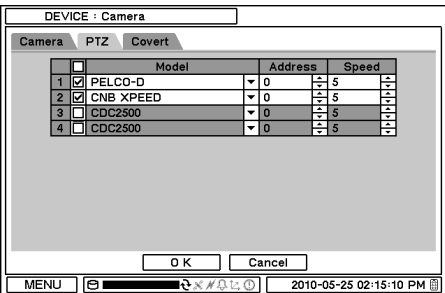 DEVICE : Camera
Camera PTZ Covert
Model Address Speed
1 PELCO-D 0 5
2 CNB XPEED 0 5
3 CDC2500 0 5
4 CDC2500 0 5
O K Cancel
MENU 2010-05-25 02:15:10 PM